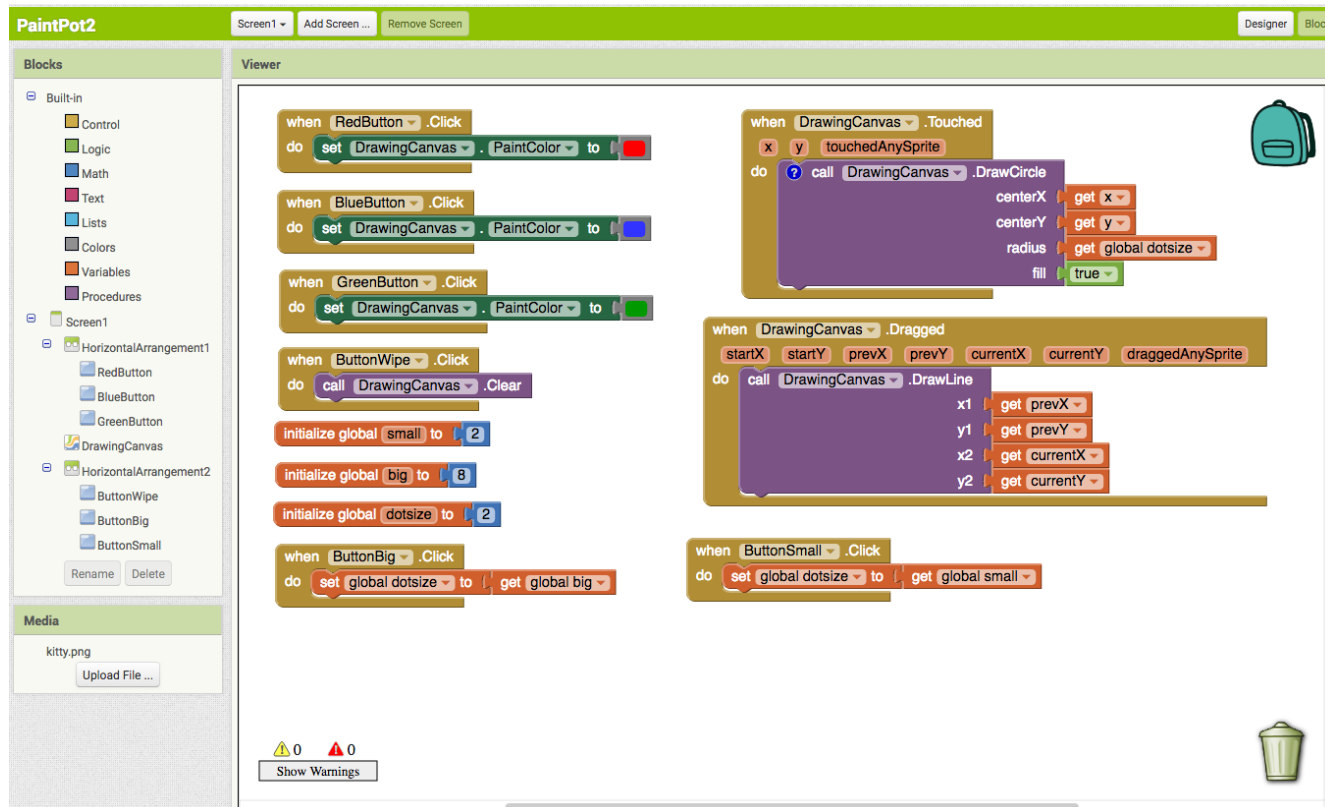 PaintPot2
Screen1
Add Screen ...
Remove Screen
Designer
Bloc
Blocks
Viewer
Built-in
Control
Logic
Math
Text
Lists
Colors
Variables
Procedures
Screen1
HorizontalArrangement1
RedButton
BlueButton
GreenButton
DrawingCanvas
HorizontalArrangement2
ButtonWipe
ButtonBig
ButtonSmall
Rename
Delete
Media
kitty.png
Upload File ...
when RedButton .Click
do set DrawingCanvas . PaintColor to
when BlueButton .Click
do set DrawingCanvas . PaintColor to
when GreenButton .Click
do set DrawingCanvas . PaintColor to
when ButtonWipe .Click
do call DrawingCanvas .Clear
initialize global small to 2
initialize global big to 8
initialize global dotsize to 2
when ButtonBig .Click
do set global dotsize to get global big
when DrawingCanvas .Touched
x y touchedAnySprite
do ? call DrawingCanvas .DrawCircle
centerX get x
centerY get y
radius get global dotsize
fill true
when DrawingCanvas .Dragged
startX startY prevX prevY currentX currentY draggedAnySprite
do call DrawingCanvas .DrawLine
x1 get prevX
y1 get prevY
x2 get currentX
y2 get currentY
when ButtonSmall .Click
do set global dotsize to get global small
0 0
Show Warnings